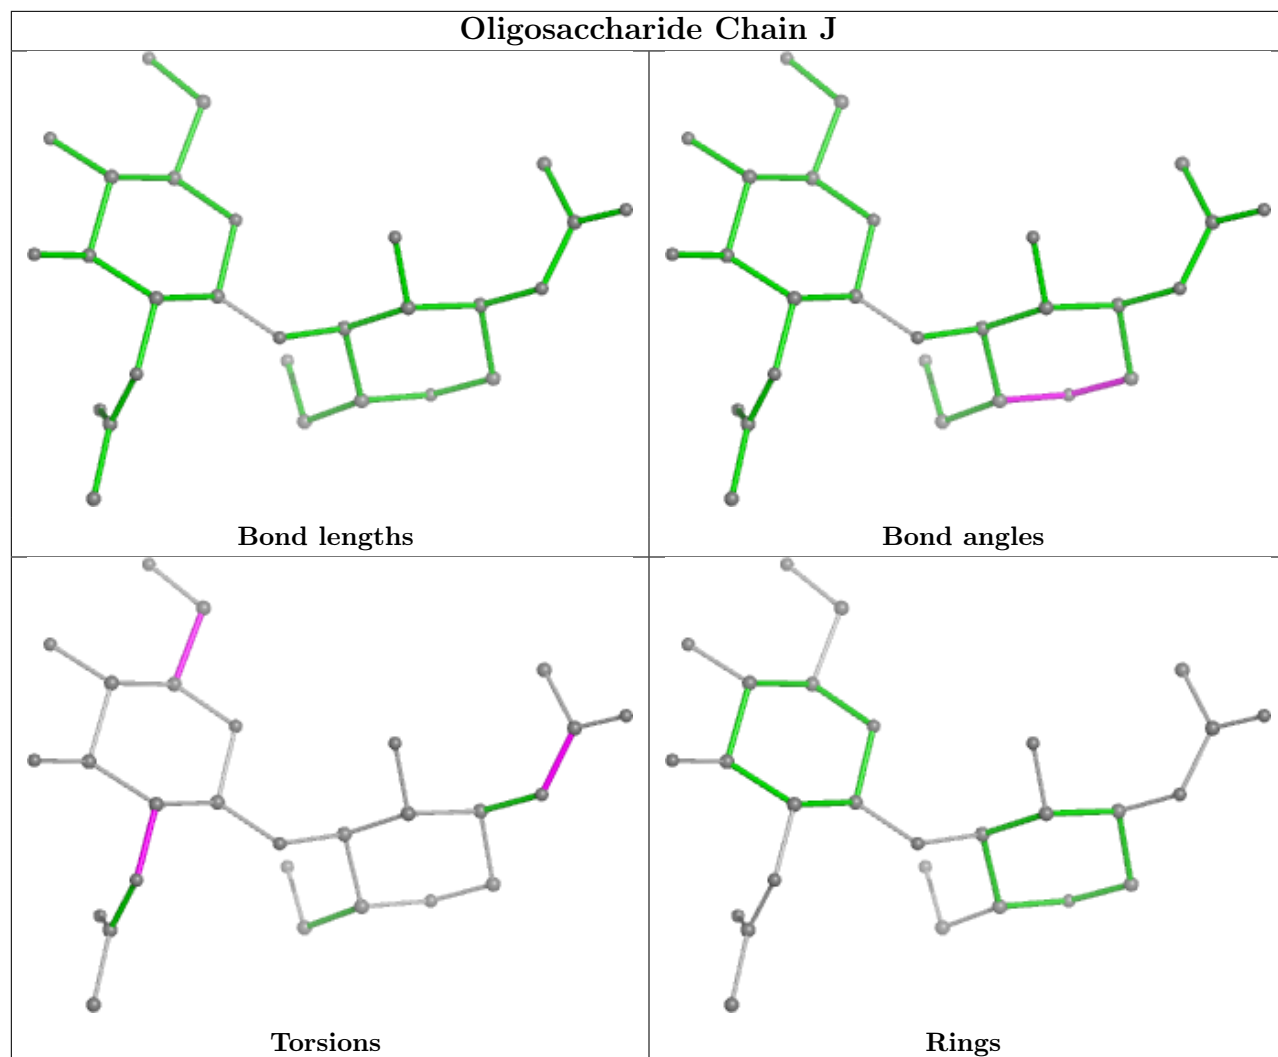 Oligosaccharide Chain J
Bond lengths
Bond angles
Torsions
Rings